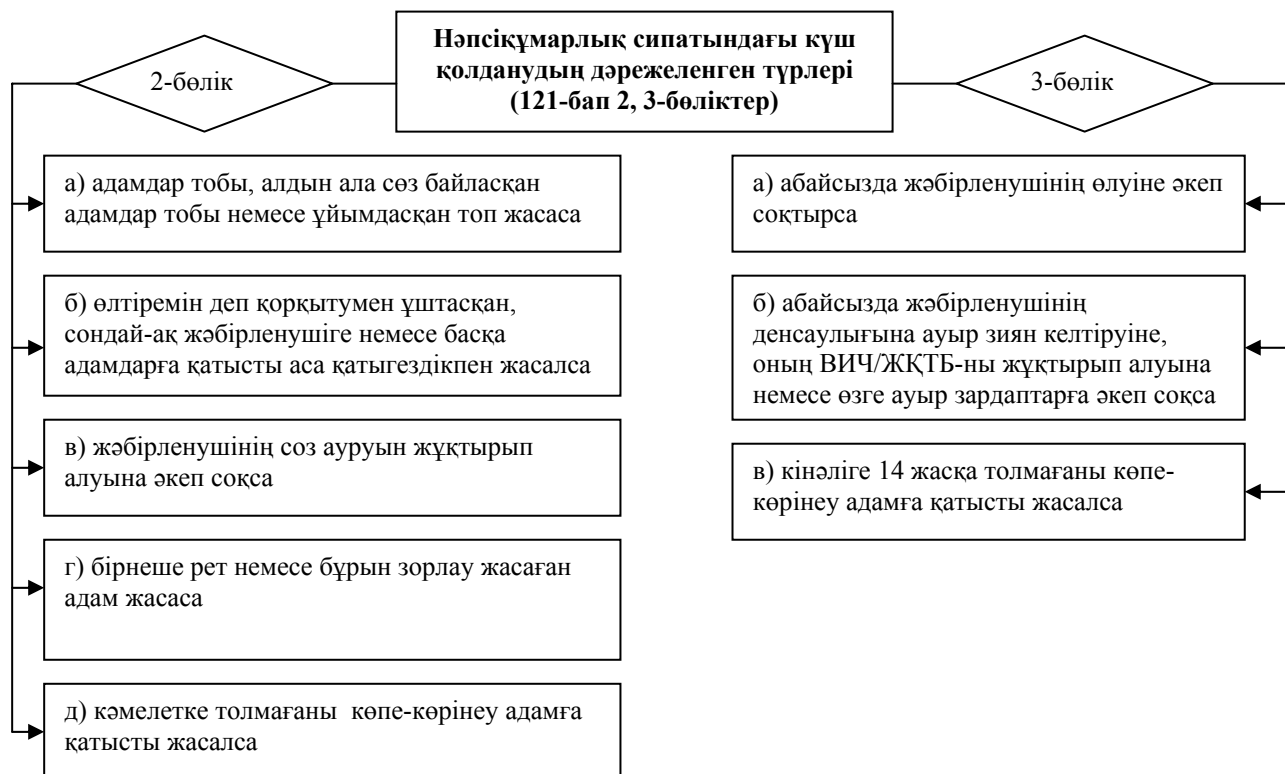 Нәпсіқұмарлық сипатындағы күш
қолданудың дәрежеленген түрлері
(121-бап 2, 3-бөліктер)
2-бөлік
а) адамдар тобы, алдын ала сөз байласқан
адамдар тобы немесе ұйымдасқан топ жасаса
б) өлтіремін деп қорқытумен ұштасқан,
сондай-ақ жәбірленушіге немесе басқа
адамдарға қатысты аса қатыгездікпен жасалса
в) жәбірленушінің соз ауруын жұқтырып
алуына әкеп соқса
г) бірнеше рет немесе бұрын зорлау жасаған
адам жасаса
д) кәмелетке толмағаны көпе-көрінеу адамға
қатысты жасалса
3-бөлік
а) абайсызда жәбірленушінің өлуіне әкеп
соқтырса
б) абайсызда жәбірленушінің
денсаулығына ауыр зиян келтіруіне,
оның ВИЧ/ЖҚТБ-ны жұқтырып алуына
немесе өзге ауыр зардаптарға әкеп соқса
в) кінәліге 14 жасқа толмағаны көпе-
көрінеу адамға қатысты жасалса